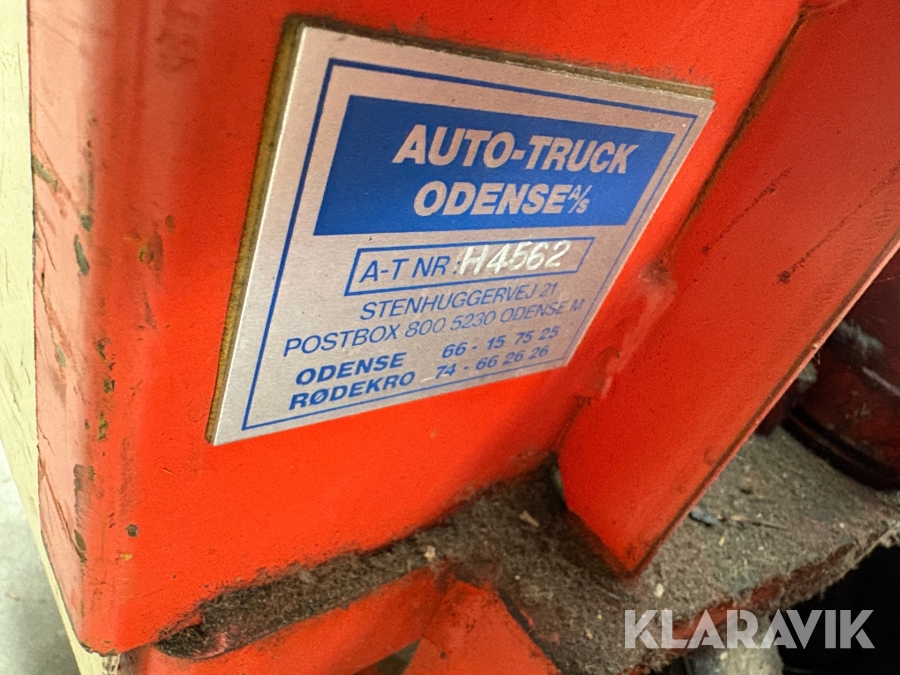 AUTO-TRUCK
ODENSE A/S
A-T NR: H4562
STENHUGGERVEJ 21
POSTBOX 800 5230 ODENSE M
ODENSE 66 - 15 75 25
RØDEKRO 74 - 66 26 26
KLARAVIK